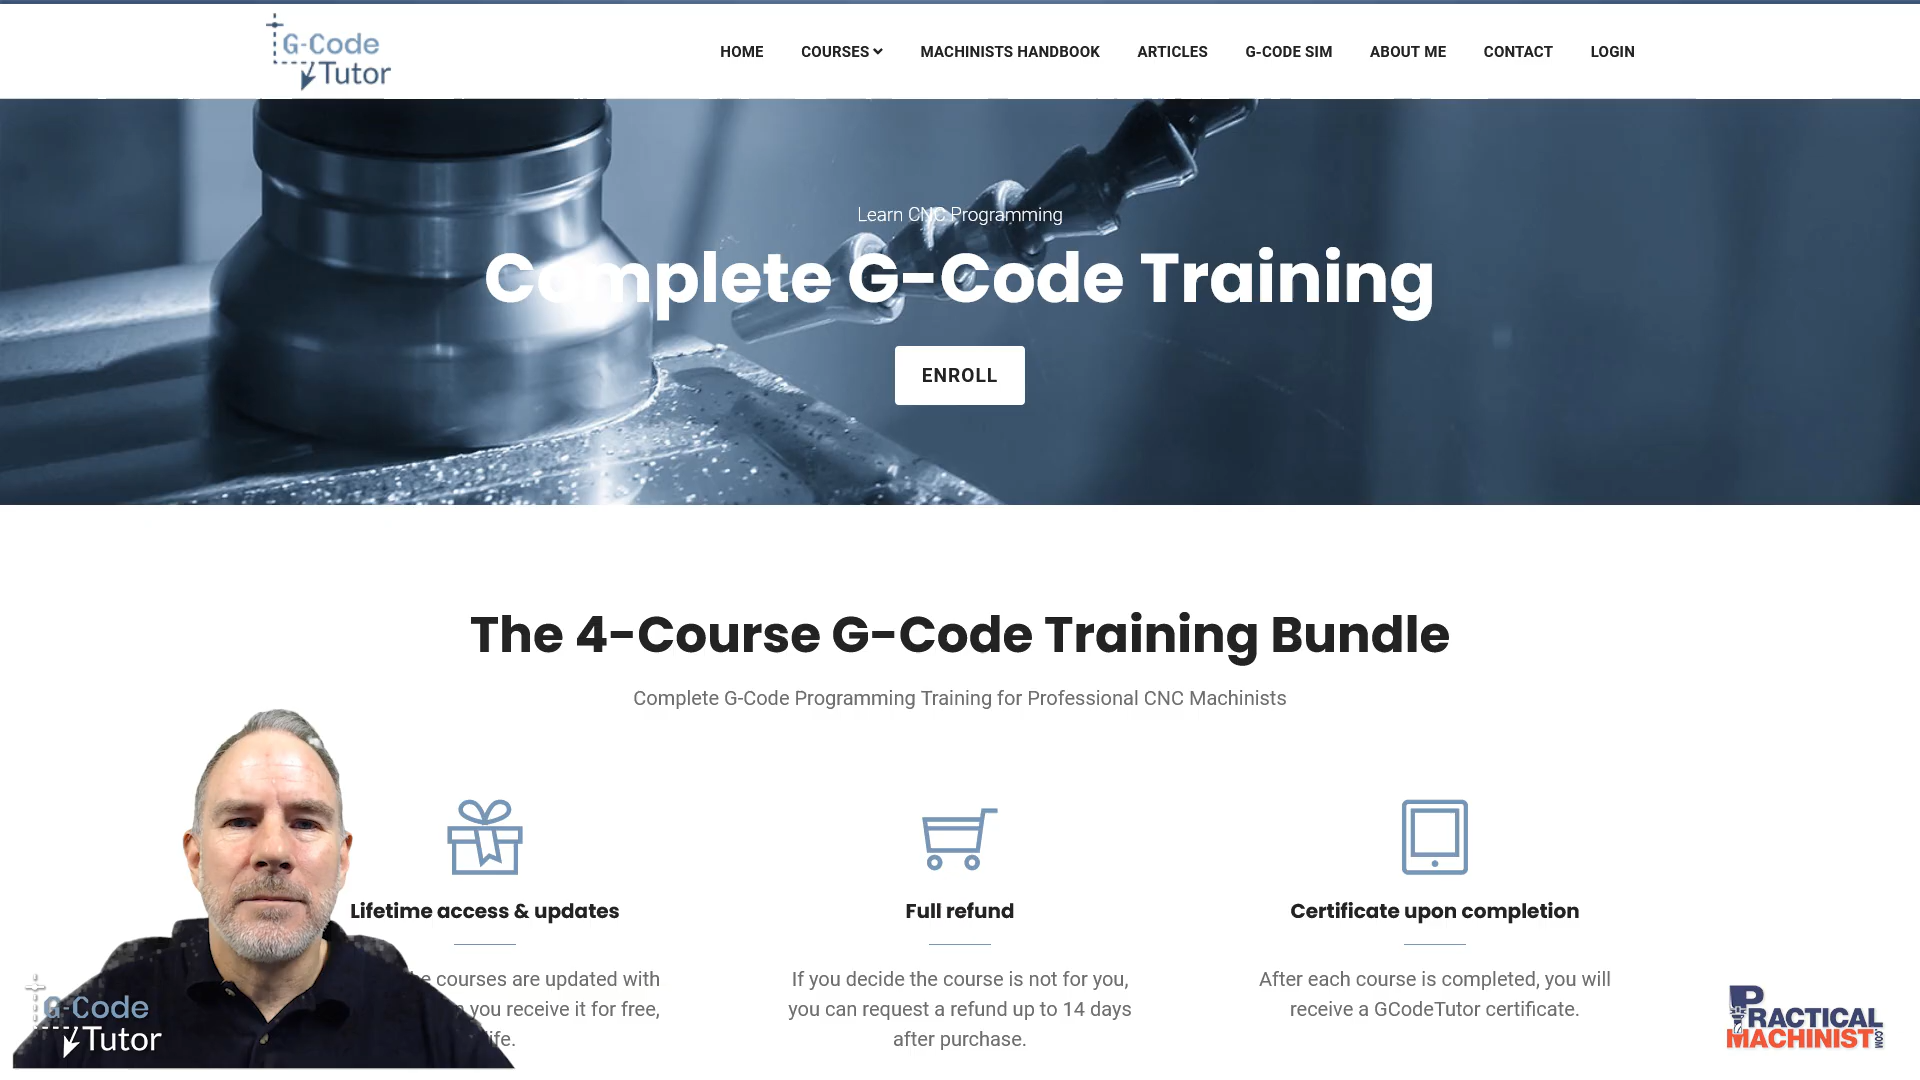 G-Code
Tutor
HOME COURSES MACHINISTS HANDBOOK ARTICLES G-CODE SIM ABOUT ME CONTACT LOGIN
Learn CNC Programming
Complete G-Code Training
ENROLL
The 4-Course G-Code Training Bundle
Complete G-Code Programming Training for Professional CNC Machinists
Lifetime access & updates
courses are updated with
you receive it for free,
Full refund
If you decide the course is not for you,
you can request a refund up to 14 days
after purchase.
Certificate upon completion
After each course is completed, you will
receive a GCodeTutor certificate.
G-Code
Tutor
PRACTICAL
MACHINIST.COM